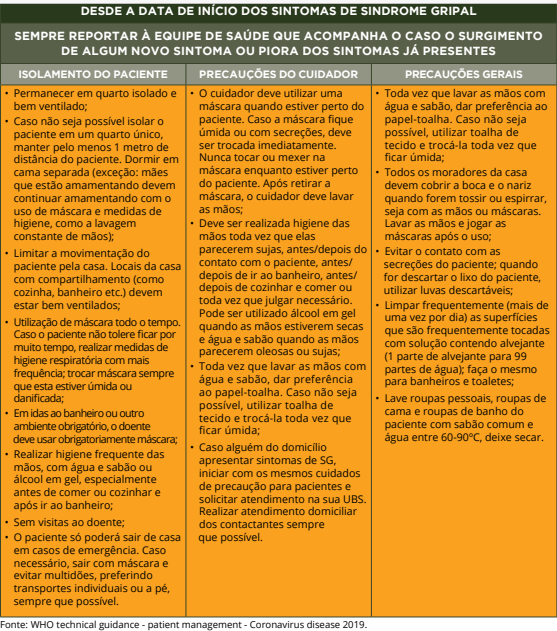 DESDE A DATA DE INÍCIO DOS SINTOMAS DE SINDROME GRIPAL
SEMPRE REPORTAR À EQUIPE DE SAÚDE QUE ACOMPANHA O CASO O SURGIMENTO
DE ALGUM NOVO SINTOMA OU PIORA DOS SINTOMAS JÁ PRESENTES
ISOLAMENTO DO PACIENTE
• Permanecer em quarto isolado e
bem ventilado;
• Caso não seja possível isolar o
paciente em um quarto único,
manter pelo menos 1 metro de
distância do paciente. Dormir em
cama separada (exceção: mães
que estão amamentando devem
continuar amamentando com o
uso de máscara e medidas de
higiene, como a lavagem
constante de mãos);
• Limitar a movimentação do
paciente pela casa. Locais da casa
com compartilhamento (como
cozinha, banheiro etc.) devem
estar bem ventilados;
• Utilização de máscara todo o tempo.
Caso o paciente não tolere ficar por
muito tempo, realizar medidas de
higiene respiratória com mais
frequência; trocar máscara sempre
que esta estiver úmida ou
danificada;
• Em idas ao banheiro ou outro
ambiente obrigatório, o doente
deve usar obrigatoriamente máscara;
• Realizar higiene frequente das
mãos, com água e sabão ou
álcool em gel, especialmente
antes de comer ou cozinhar e
após ir ao banheiro;
• Sem visitas ao doente;
• O paciente só poderá sair de casa
em casos de emergência. Caso
necessário, sair com máscara e
evitar multidões, preferindo
transportes individuais ou a pé,
sempre que possível.
PRECAUÇÕES DO CUIDADOR
• O cuidador deve utilizar uma
máscara quando estiver perto do
paciente. Caso a máscara fique
úmida ou com secreções, deve
ser trocada imediatamente.
Nunca tocar ou mexer na
máscara enquanto estiver perto
do paciente. Após retirar a
máscara, o cuidador deve lavar
as mãos;
• Deve ser realizada higiene das
mãos toda vez que elas
parecerem sujas, antes/depois do
contato com o paciente, antes/
depois de ir ao banheiro, antes/
depois de cozinhar e comer ou
toda vez que julgar necessário.
Pode ser utilizado álcool em gel
quando as mãos estiverem secas
e água e sabão quando as mãos
parecerem oleosas ou sujas;
• Toda vez que lavar as mãos com
água e sabão, dar preferência
ao papel-toalha. Caso não seja
possível, utilizar toalha de
tecido e trocá-la toda vez que
ficar úmida;
• Caso alguém do domicílio
apresentar sintomas de SG,
iniciar com os mesmos cuidados
de precaução para pacientes e
solicitar atendimento na sua UBS.
Realizar atendimento domiciliar
dos contactantes sempre
que possível.
PRECAUÇÕES GERAIS
• Toda vez que lavar as mãos com
água e sabão, dar preferência ao
papel-toalha. Caso não seja
possível, utilizar toalha de
tecido e trocá-la toda vez que
ficar úmida;
• Todos os moradores da casa
devem cobrir a boca e o nariz
quando forem tossir ou espirrar,
seja com as mãos ou máscaras.
Lavar as mãos e jogar as
máscaras após o uso;
• Evitar o contato com as
secreções do paciente; quando
for descartar o lixo do paciente,
utilizar luvas descartáveis;
• Limpar frequentemente (mais de
uma vez por dia) as superfícies
que são frequentemente tocadas
com solução contendo alvejante
(1 parte de alvejante para 99
partes de água); faça o mesmo
para banheiros e toaletes;
• Lave roupas pessoais, roupas de
cama e roupas de banho do
paciente com sabão comum e
água entre 60-90ºC, deixe secar.
Fonte: WHO technical guidance - patient management - Coronavirus disease 2019.